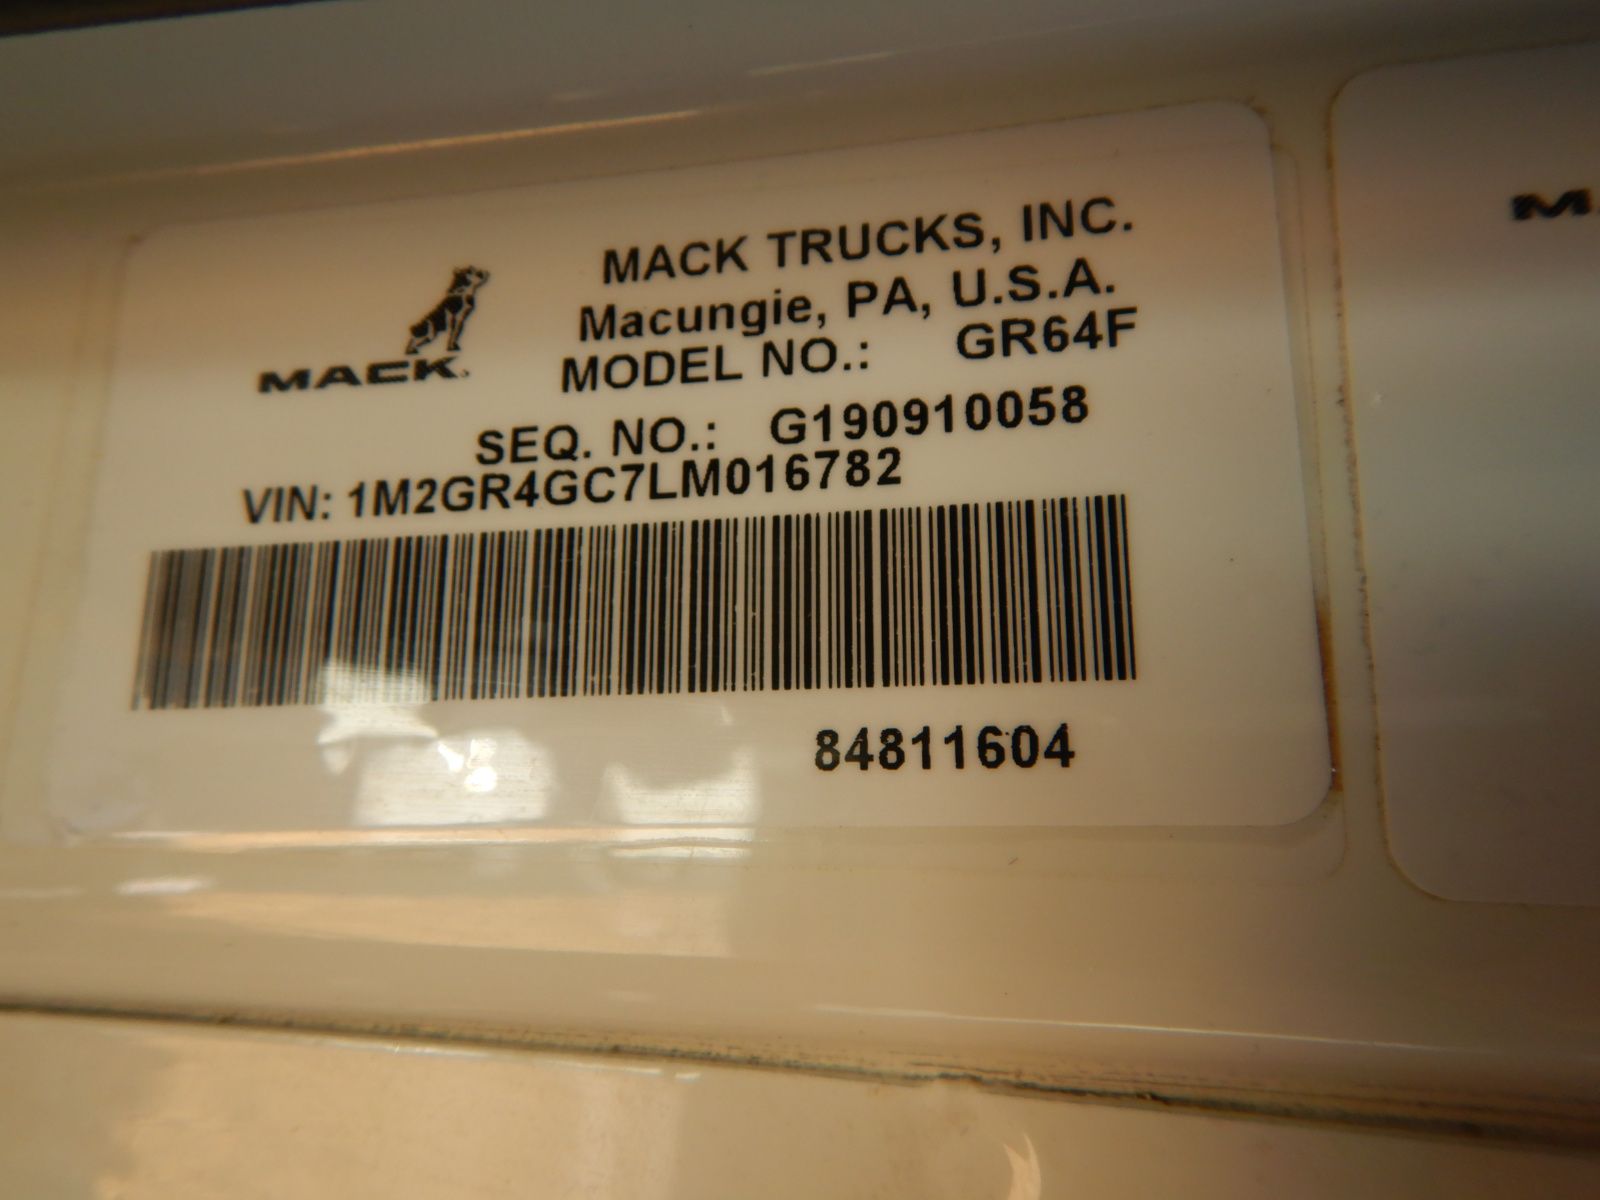 MACK TRUCKS, INC.
Macungie, PA, U.S.A.
MACK
MODEL NO.: GR64F
SEQ. NO.: G190910058
VIN: 1M2GR4GC7LM016782
84811604